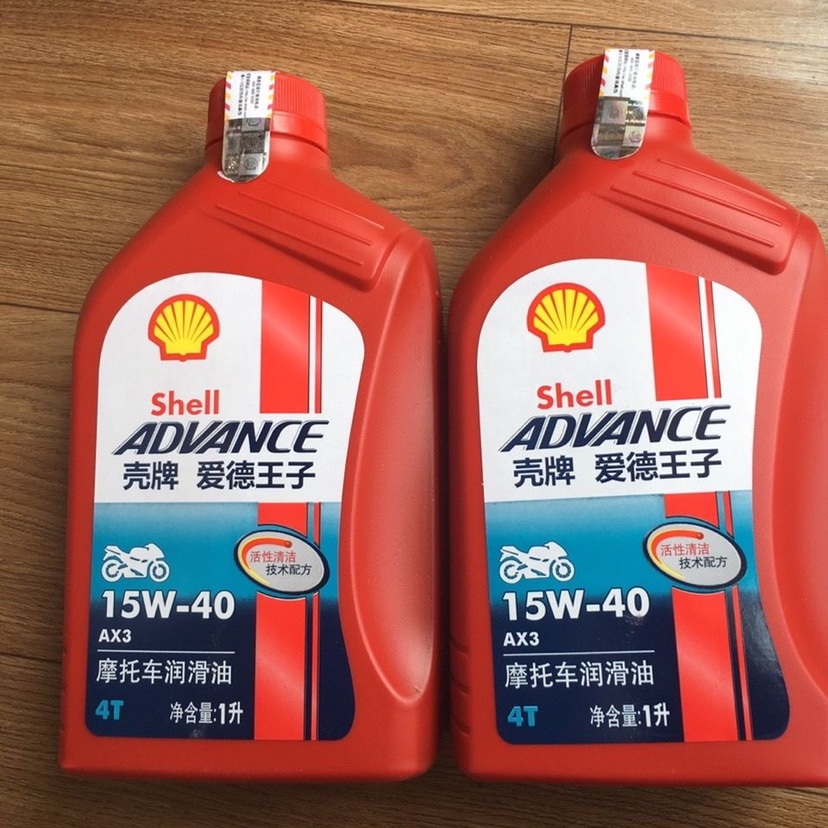 Shell
ADVANCE
壳牌 爱德王子
活性清洁
技术配方
15W-40
AX3
摩托车润滑油
4T 净含量:1升
Shell
ADVANCE
壳牌 爱德王子
活性清洁
技术配方
15W-40
AX3
摩托车润滑油
4T 净含量:1升